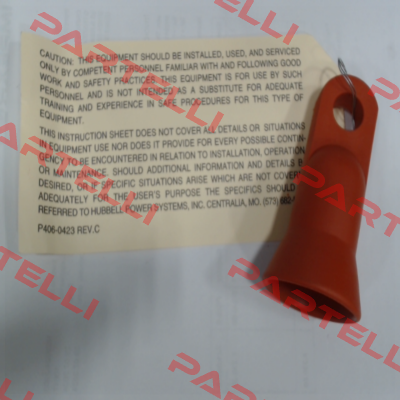 CAUTION: THIS EQUIPMENT SHOULD BE INSTALLED, USED, AND SERVICED
ONLY BY COMPETENT PERSONNEL FAMILIAR WITH AND FOLLOWING GOOD
WORK AND SAFETY PRACTICES. THIS EQUIPMENT IS FOR USE BY SUCH
PERSONNEL AND IS NOT INTENDED AS A SUBSTITUTE FOR ADEQUATE
TRAINING AND EXPERIENCE IN SAFE PROCEDURES FOR THIS TYPE OF
EQUIPMENT.
THIS INSTRUCTION SHEET DOES NOT COVER ALL DETAILS OR SITUATIONS
IN EQUIPMENT USE NOR DOES IT PROVIDE FOR EVERY POSSIBLE CONTIN-
GENCY TO BE ENCOUNTERED IN RELATION TO INSTALLATION, OPERATION,
OR MAINTENANCE. SHOULD ADDITIONAL INFORMATION AND DETAILS B
DESIRED, OR IF SPECIFIC SITUATIONS ARISE WHICH ARE NOT COVER
ADEQUATELY FOR THE USER'S PURPOSE THE SPECIFICS SHOULD
REFERRED TO HUBBELL POWER SYSTEMS, INC. CENTRALIA, MO. (573) 682-
P406-0423 REV.C
PARTELLI
PARTELLI
PARTELLI
PARTELLI